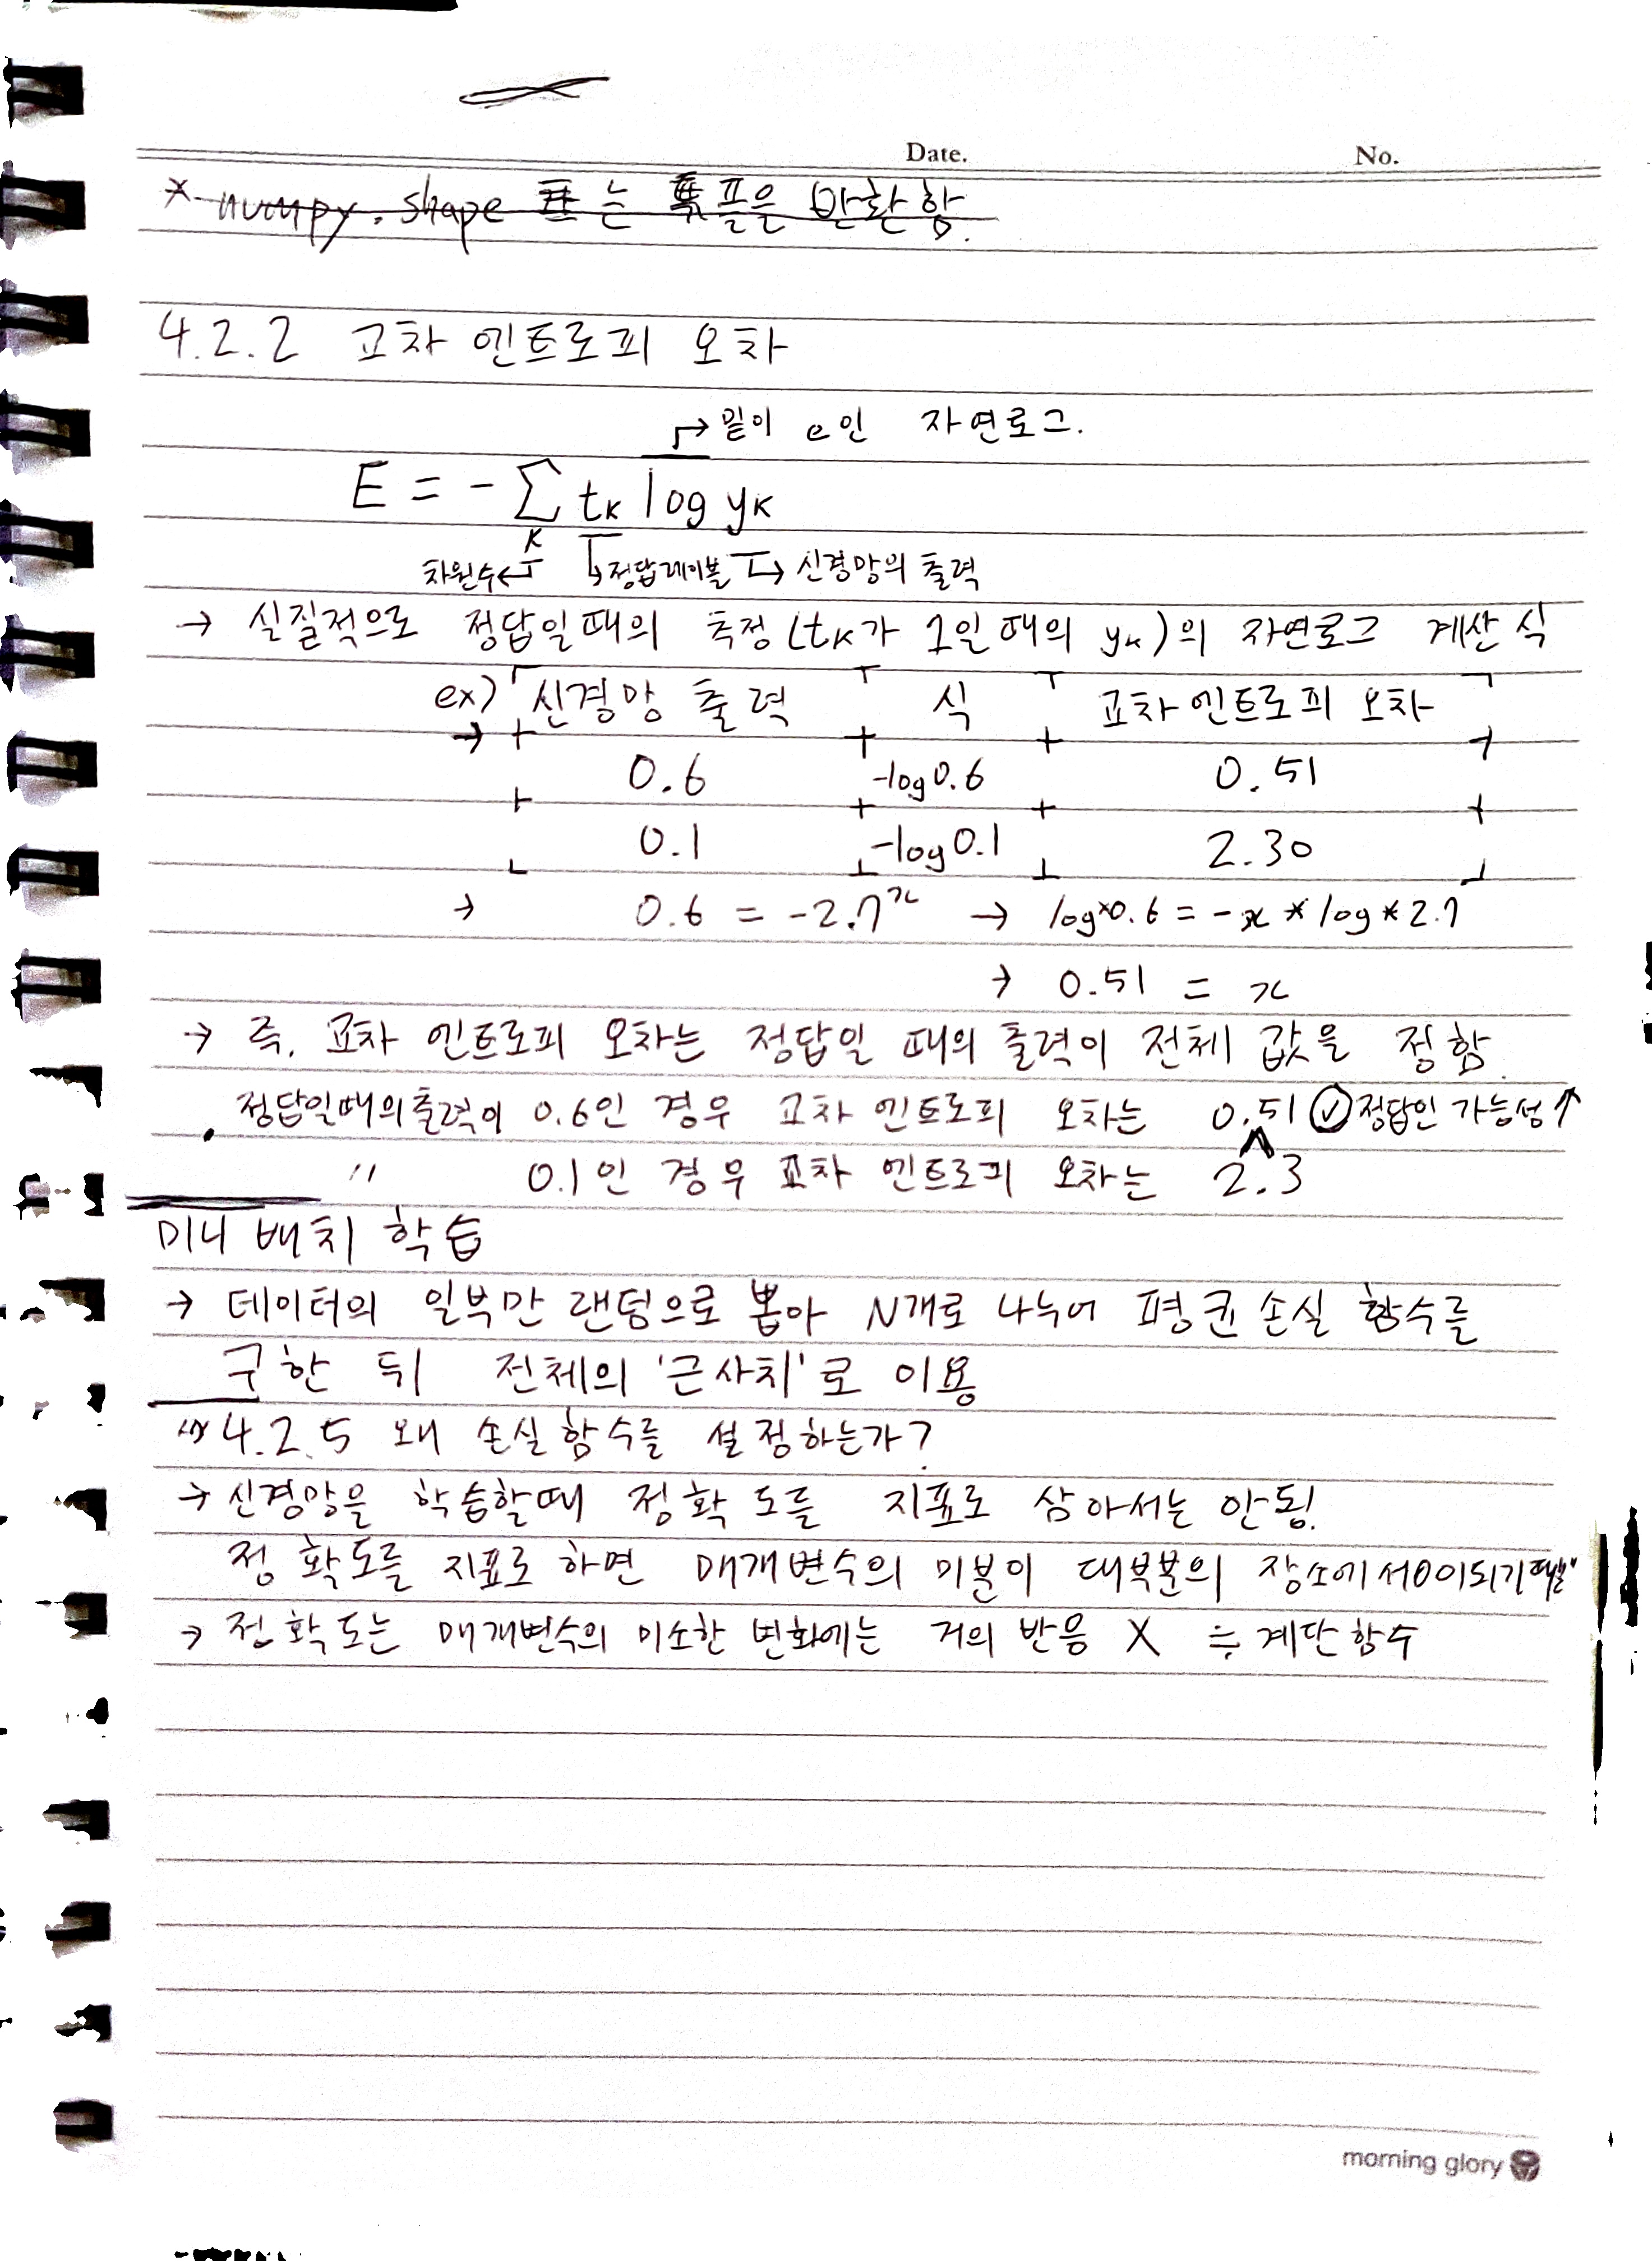 Date. No.
* numpy. shape 는 튜플을 반환함.
4.2.2 교차 엔트로피 오차
↱ 밑이 e인 자연로그.
E = - ∑ tk log yk
K
차원수 ← ↳ 정답레이블 ↳ 신경망의 출력
→ 실질적으로 정답일때의 측정 (tk가 1일때의 yk)의 자연로그 계산 식
ex) 신경망 출력 식 교차 엔트로피 오차
→ 0.6 -log0.6 0.51
0.1 -log0.1 2.30
→ 0.6 = -2.7ˣ → log*0.6 = -x * log * 2.7
→ 0.51 = x
→ 즉, 교차 엔트로피 오차는 정답일 때의 출력이 전체 값을 정함.
정답일때의출력이 0.6인 경우 교차 엔트로피 오차는 0.51 ✓ 정답인 가능성↑
∧
〃 0.1인 경우 교차 엔트로피 오차는 2.3
미니 배치 학습
→ 데이터의 일부만 랜덤으로 뽑아 N개로 나누어 평균 손실 함수를
구한 뒤 전체의 '근사치'로 이용
4.2.5 왜 손실함수를 설정하는가?
→ 신경망을 학습할때 정확도를 지표로 삼아서는 안됨!
정확도를 지표로 하면 매개변수의 미분이 대부분의 장소에서 0이되기 때문
→ 정확도는 매개변수의 미소한 변화에는 거의 반응 X ≒ 계단함수
morning glory